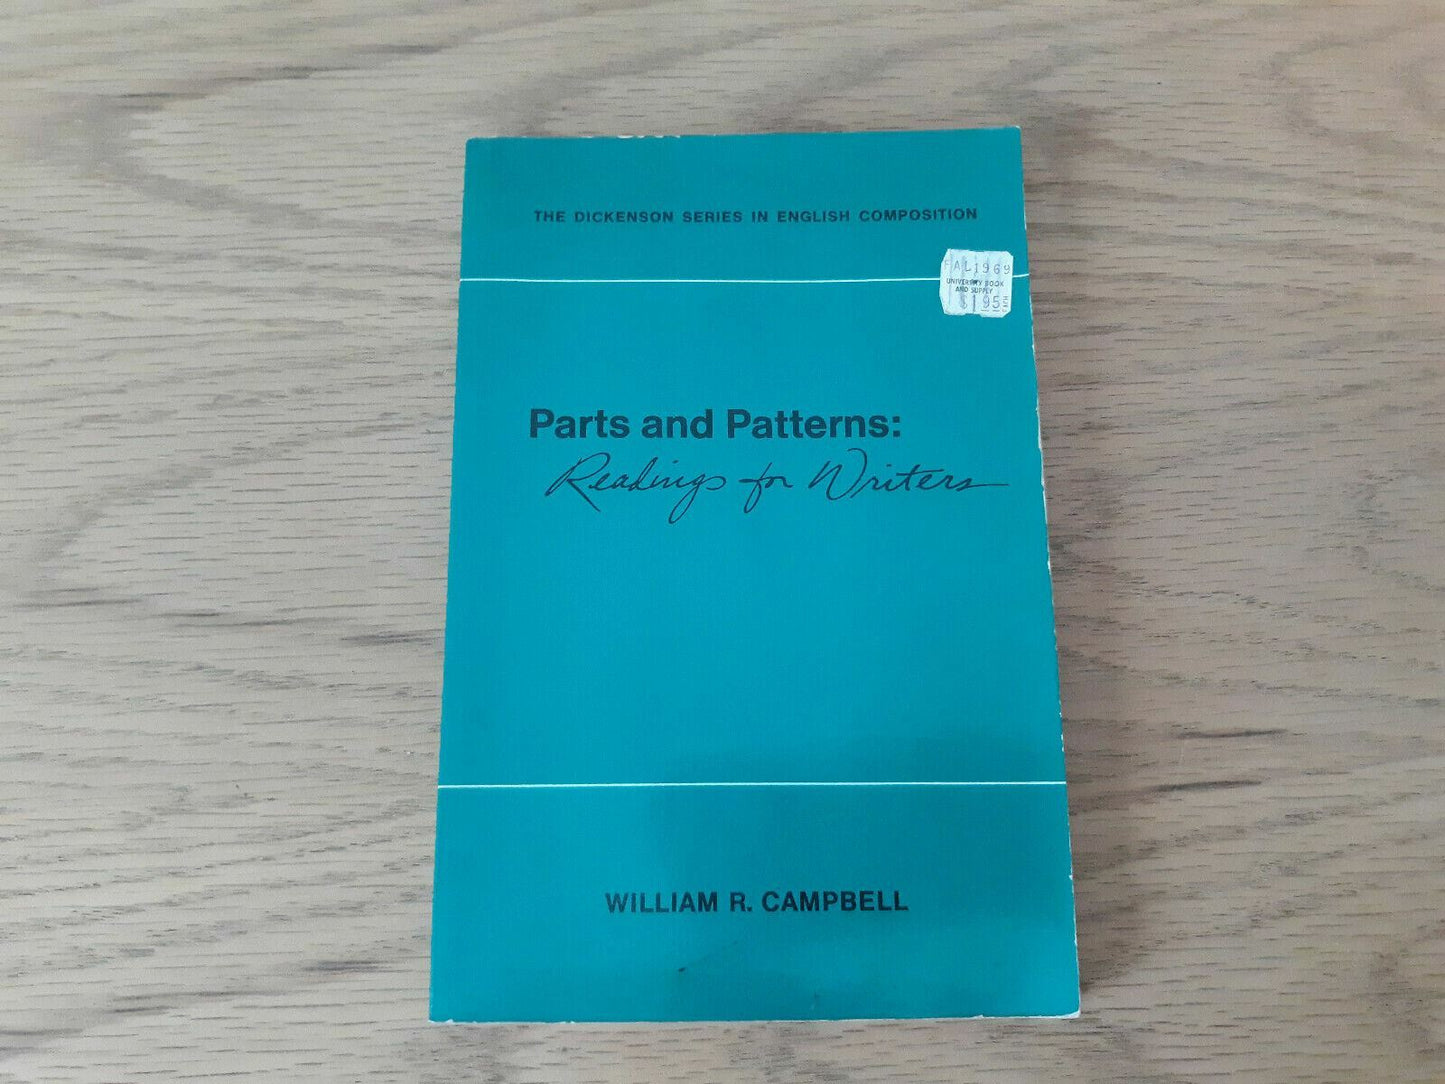 THE DICKENSON SERIES IN ENGLISH COMPOSITION
FAL1969
UNIVERSITY BOOK
AND SUPPLY
$1.95
EACH
Parts and Patterns:
Readings for Writers
WILLIAM R. CAMPBELL